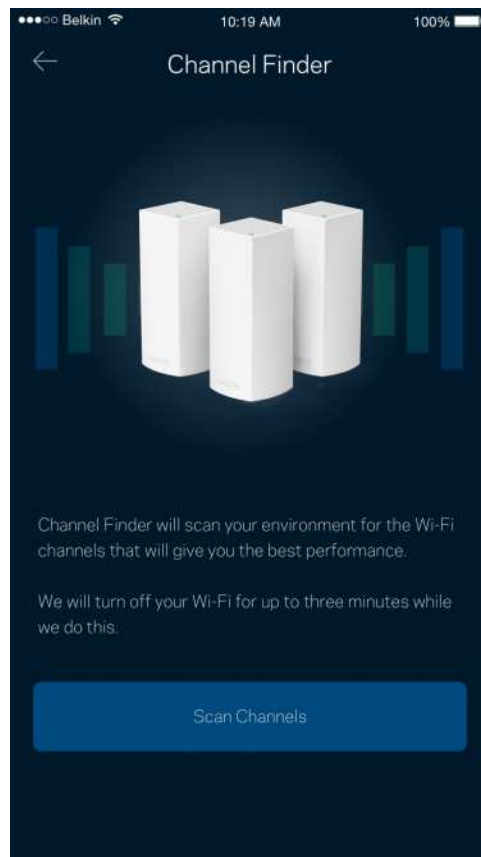 Belkin 10:19 AM 100%
Channel Finder
Channel Finder will scan your environment for the Wi-Fi
channels that will give you the best performance.
We will turn off your Wi-Fi for up to three minutes while
we do this.
Scan Channels